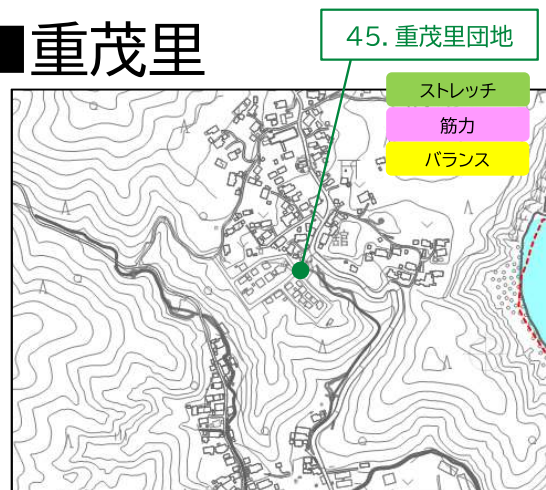 ■重茂里
45. 重茂里団地
ストレッチ
筋力
バランス